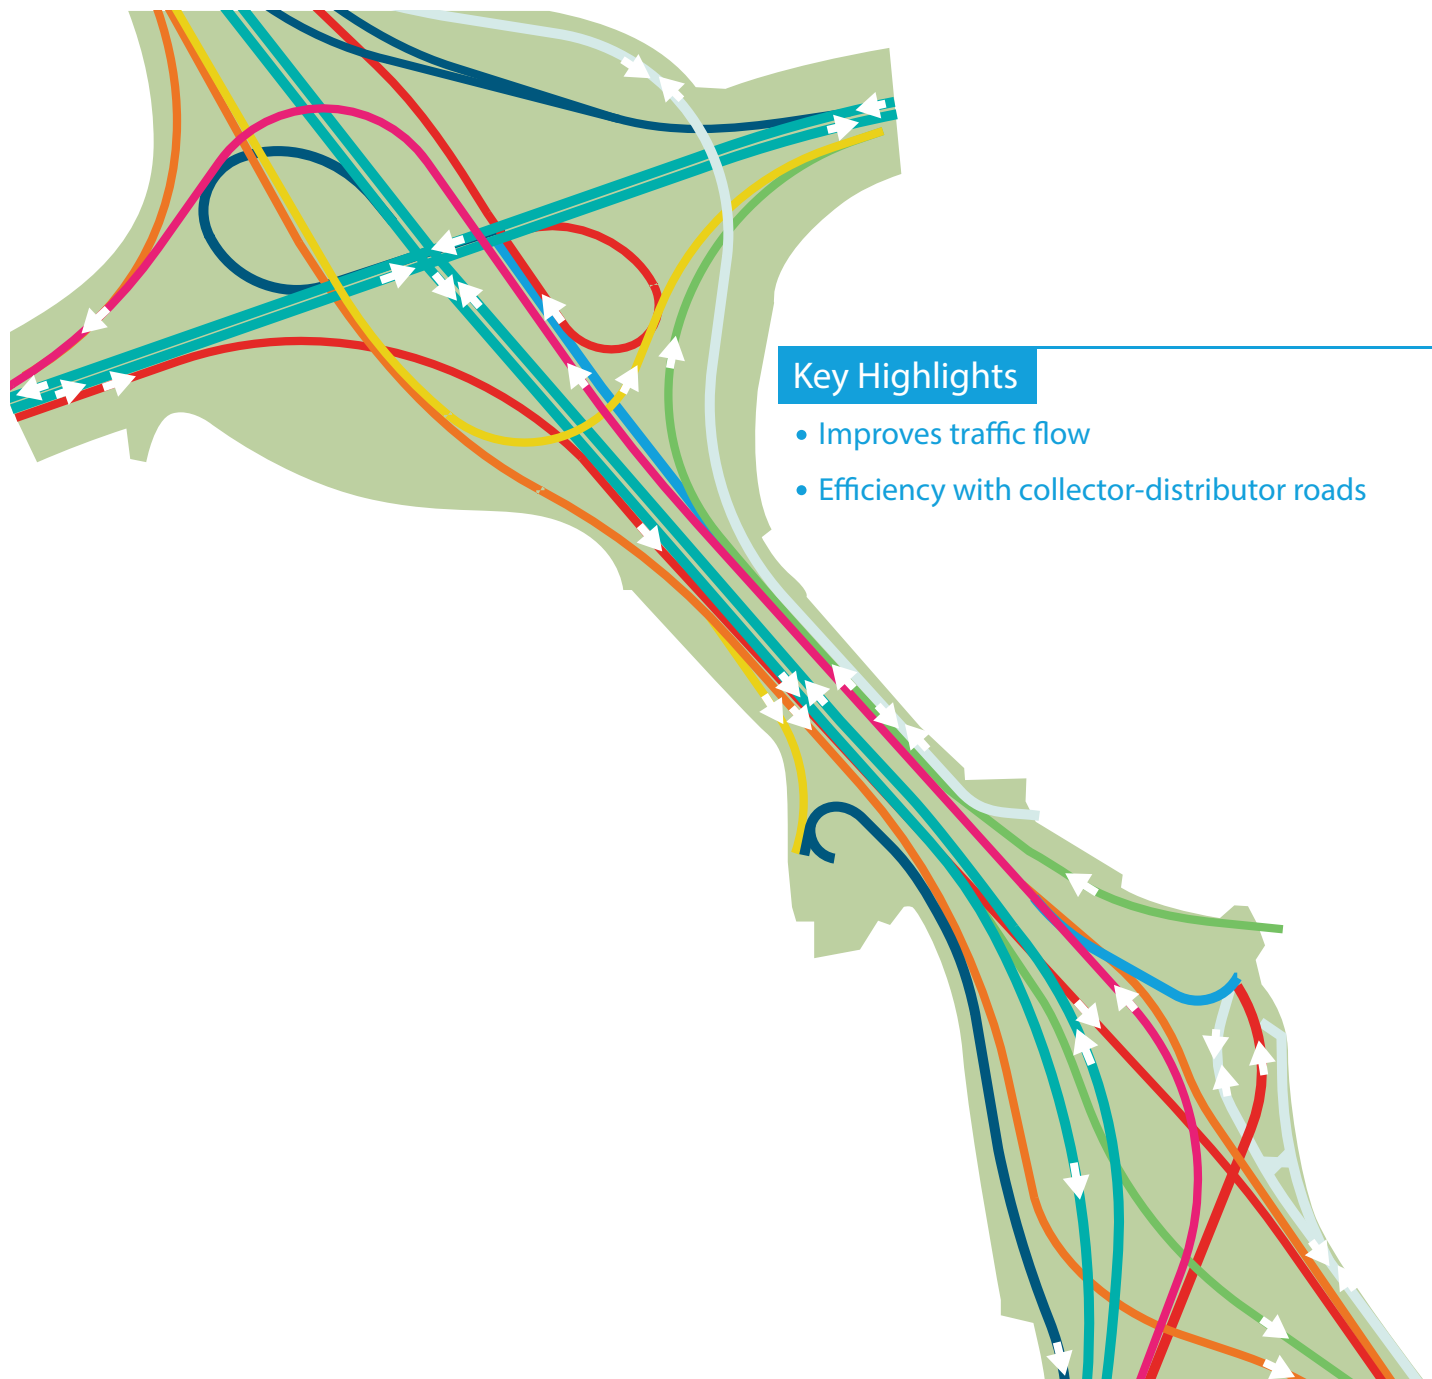 Key Highlights
• Improves traffic flow
• Efficiency with collector-distributor roads